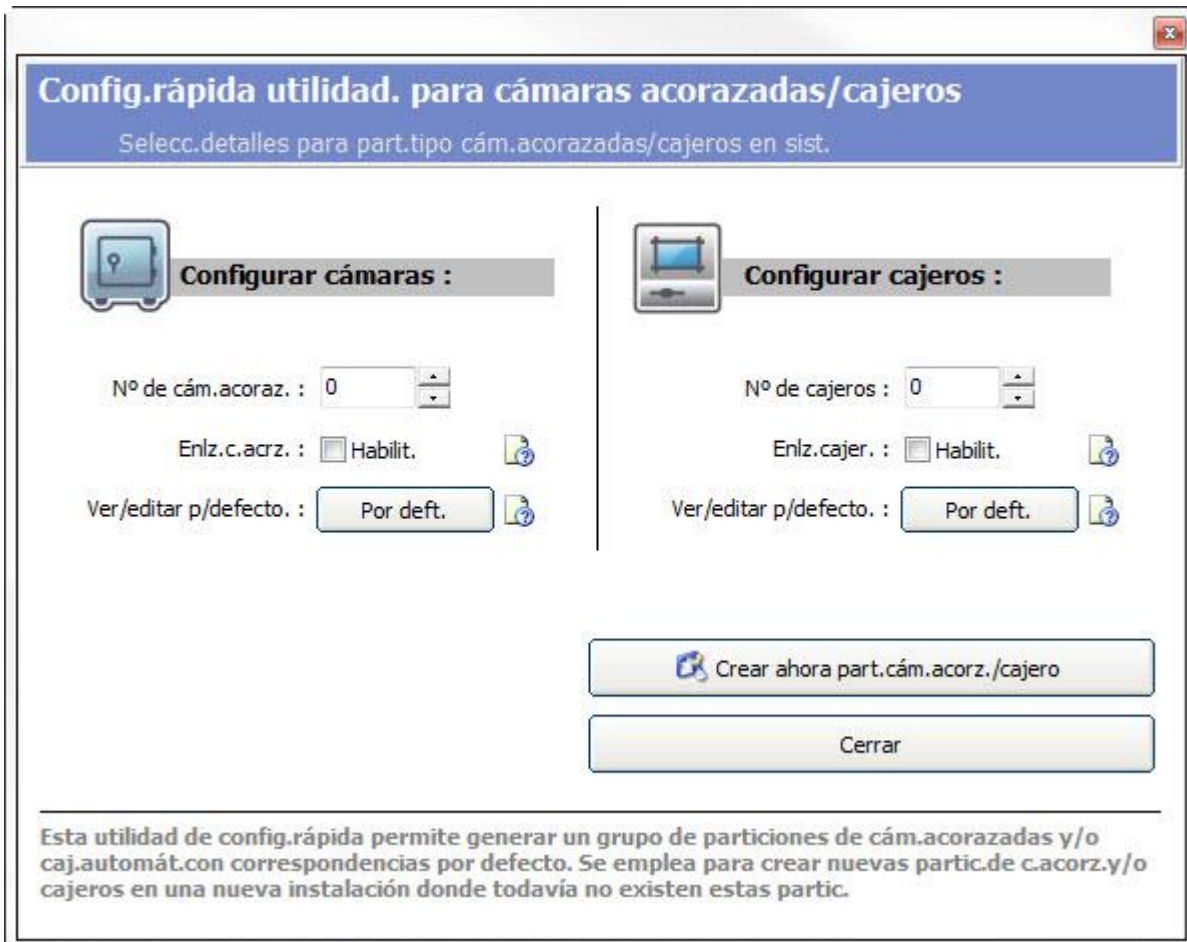 Config.rápida utilidad. para cámaras acorazadas/cajeros
Selecc.detalles para part.tipo cám.acorazadas/cajeros en sist.
Configurar cámaras :
Nº de cám.acoraz. : 0
Enlz.c.acrz. : Habilit.
Ver/editar p/defecto. : Por deft.
Configurar cajeros :
Nº de cajeros : 0
Enlz.cajer. : Habilit.
Ver/editar p/defecto. : Por deft.
Crear ahora part.cám.acorz./cajero
Cerrar
Esta utilidad de config.rápida permite generar un grupo de particiones de cám.acorazadas y/o
caj.automát.con correspondencias por defecto. Se emplea para crear nuevas partic.de c.acorz.y/o
cajeros en una nueva instalación donde todavía no existen estas partic.